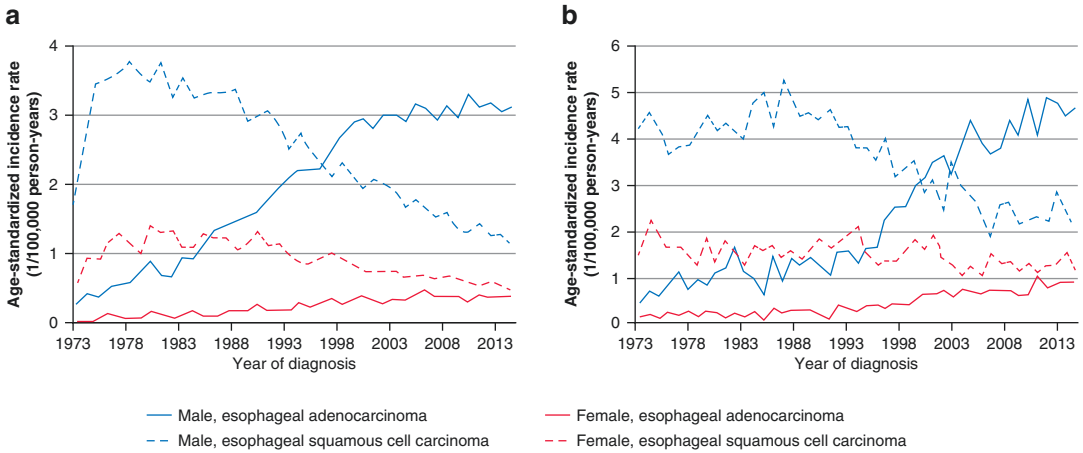 a
Age-standardized incidence rate
(1/100,000 person-years)
4
3
2
1
0
1973 1978 1983 1988 1993 1998 2003 2008 2013
Year of diagnosis
b
Age-standardized incidence rate
(1/100,000 person-years)
6
5
4
3
2
1
0
1973 1978 1983 1988 1993 1998 2003 2008 2013
Year of diagnosis
Male, esophageal adenocarcinoma
Male, esophageal squamous cell carcinoma
Female, esophageal adenocarcinoma
Female, esophageal squamous cell carcinoma